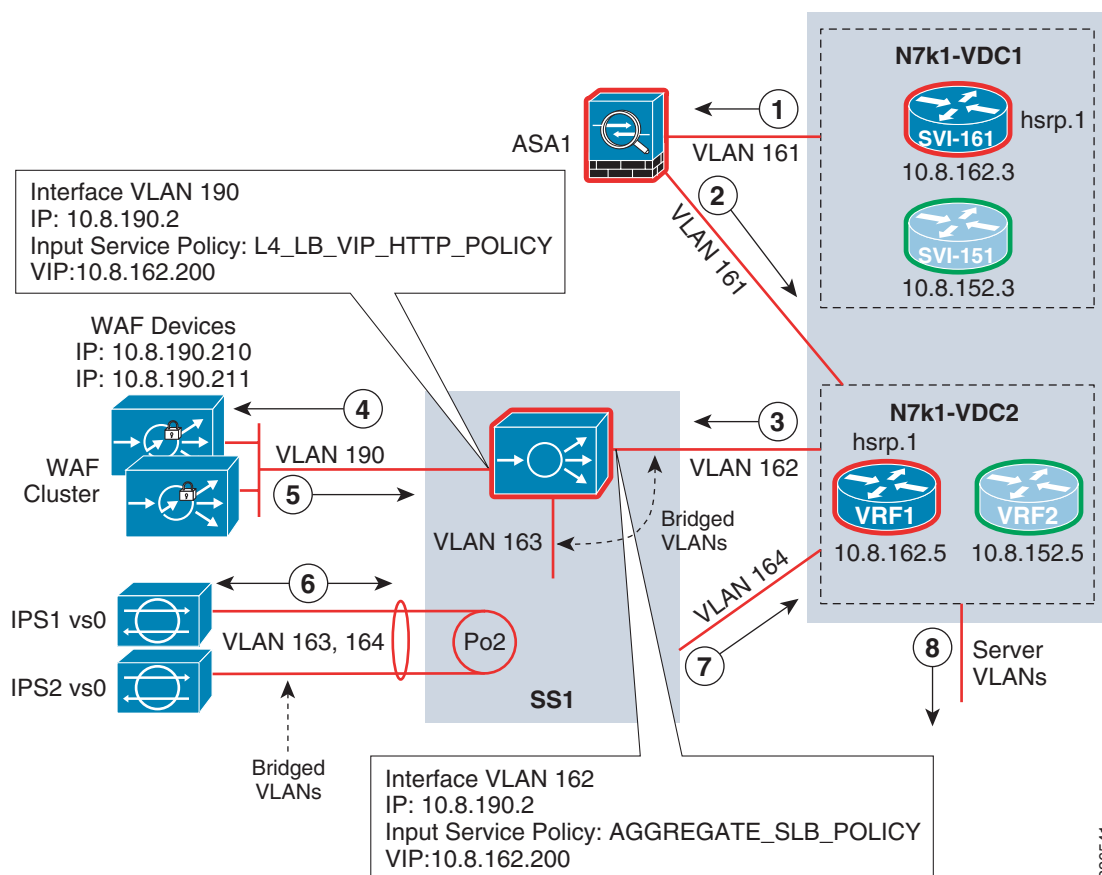 N7k1-VDC1
1
ASA1
VLAN 161
SVI-161
hsrp.1
10.8.162.3
2
VLAN 161
SVI-151
10.8.152.3
Interface VLAN 190
IP: 10.8.190.2
Input Service Policy: L4_LB_VIP_HTTP_POLICY
VIP:10.8.162.200
WAF Devices
IP: 10.8.190.210
IP: 10.8.190.211
4
WAF
Cluster
VLAN 190
5
3
VLAN 162
N7k1-VDC2
hsrp.1
VRF1
10.8.162.5
VRF2
10.8.152.5
VLAN 163
Bridged
VLANs
6
IPS1 vs0
VLAN 163, 164
IPS2 vs0
Po2
SS1
VLAN 164
7
8
Server
VLANs
Bridged
VLANs
Interface VLAN 162
IP: 10.8.190.2
Input Service Policy: AGGREGATE_SLB_POLICY
VIP:10.8.162.200